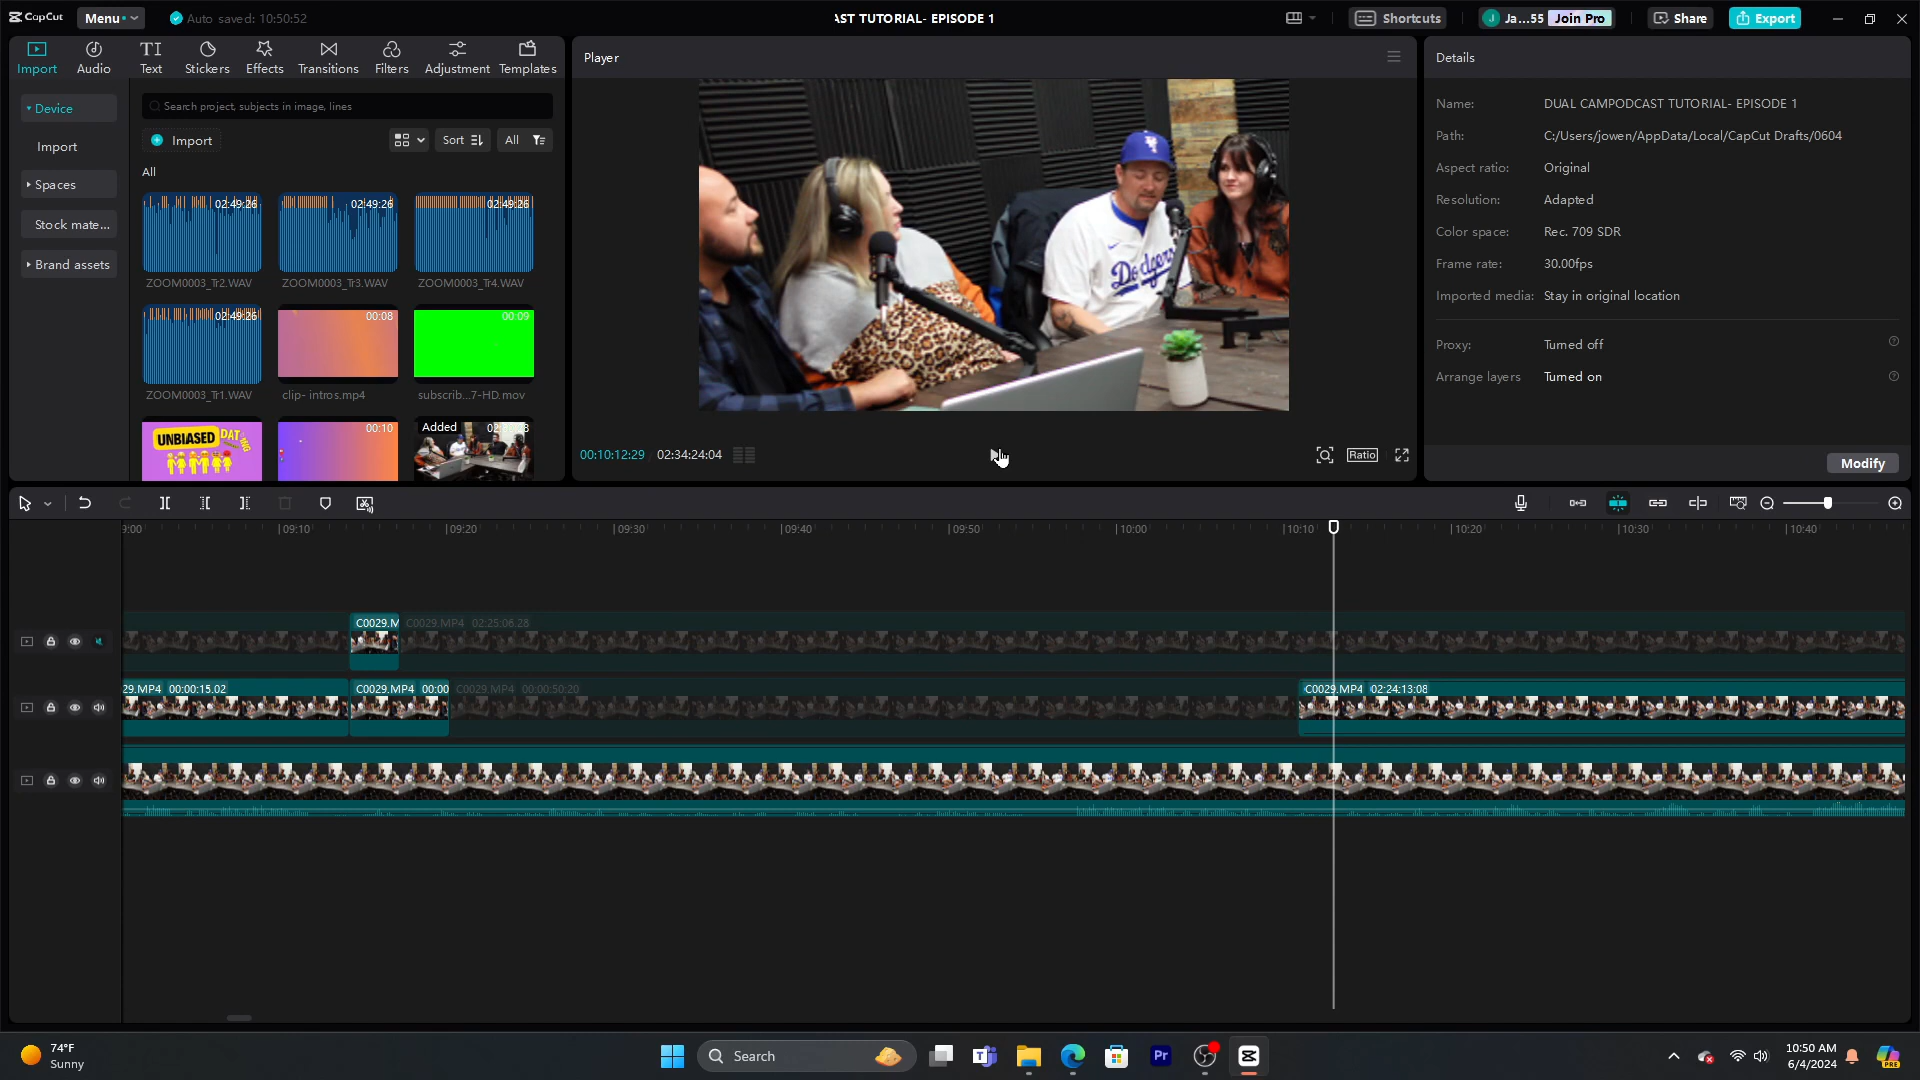 CapCut
Menu
Auto saved: 10:50:52
AST TUTORIAL- EPISODE 1
Shortcuts
J
Ja...55
Join Pro
Share
Export
Import
Audio
TI
Text
Stickers
Effects
Transitions
Filters
Adjustment
Templates
Device
Import
Spaces
Stock mate...
Brand assets
Search project, subjects in image, lines
Import
Sort
All
All
02:49:26
02:49:26
02:49:26
ZOOM0003_Tr2.WAV
ZOOM0003_Tr3.WAV
ZOOM0003_Tr4.WAV
02:49:26
00:08
00:09
ZOOM0003_Tr1.WAV
clip- intros.mp4
subscrib...7-HD.mov
UNBIASED
00:10
Added
Player
Dodgers
00:10:12:29
02:34:24:04
Ratio
Details
Name:
DUAL CAMPODCAST TUTORIAL- EPISODE 1
Path:
C:/Users/jowen/AppData/Local/CapCut Drafts/0604
Aspect ratio:
Original
Resolution:
Adapted
Color space:
Rec. 709 SDR
Frame rate:
30.00fps
Imported media:
Stay in original location
Proxy:
Turned off
Arrange layers
Turned on
Modify
9:00
09:10
09:20
09:30
09:40
09:50
10:00
10:10
10:20
10:30
10:40
C0029.M
C0029.MP4 02:25:06:28
29.MP4 00:00:15.02
C0029.MP4 00:00
C0029.MP4 00:00:50:20
C0029.MP4 02:24:13:08
74°F
Sunny
Search
Pr
10:50 AM
6/4/2024
PRE